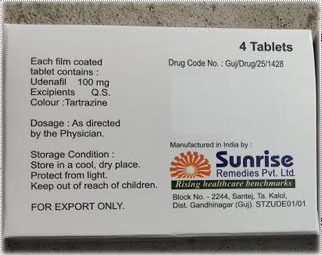 4 Tablets
Each film coated
tablet contains :
Udenafil 100 mg
Excipients Q.S.
Colour :Tartrazine
Dosage : As directed
by the Physician.
Storage Condition :
Store in a cool, dry place.
Protect from light.
Keep out of reach of children.
FOR EXPORT ONLY.
Drug Code No. : Guj/Drug/25/1428
Manufactured in India by :
Sunrise
Remedies Pvt. Ltd.
Rising healthcare benchmarks
Block No. - 2244, Santej, Ta. Kalol,
Dist. Gandhinagar (Guj) STZUDE01/01